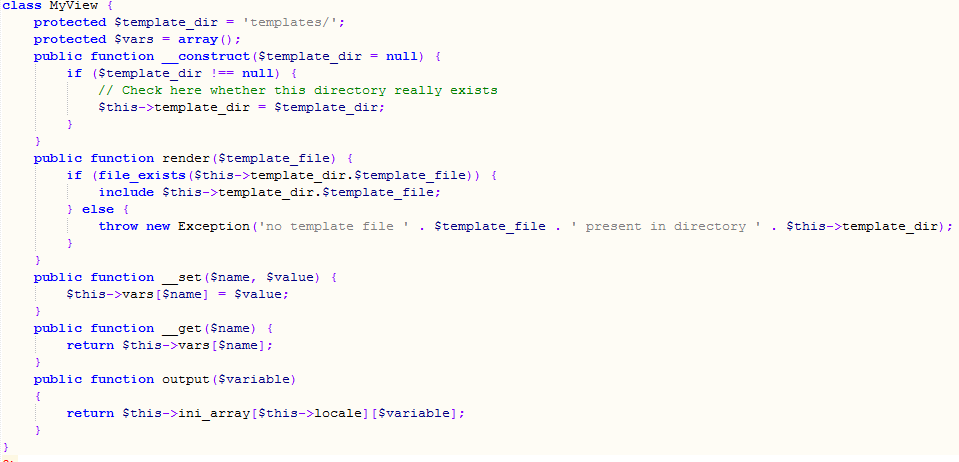 class MyView {
    protected $template_dir = 'templates/';
    protected $vars = array();
    public function __construct($template_dir = null) {
        if ($template_dir !== null) {
            // Check here whether this directory really exists
            $this->template_dir = $template_dir;
        }
    }
    public function render($template_file) {
        if (file_exists($this->template_dir.$template_file)) {
            include $this->template_dir.$template_file;
        } else {
            throw new Exception('no template file ' . $template_file . ' present in directory ' . $this->template_dir);
        }
    }
    public function __set($name, $value) {
        $this->vars[$name] = $value;
    }
    public function __get($name) {
        return $this->vars[$name];
    }
    public function output($variable)
    {
        return $this->ini_array[$this->locale][$variable];
    }
}